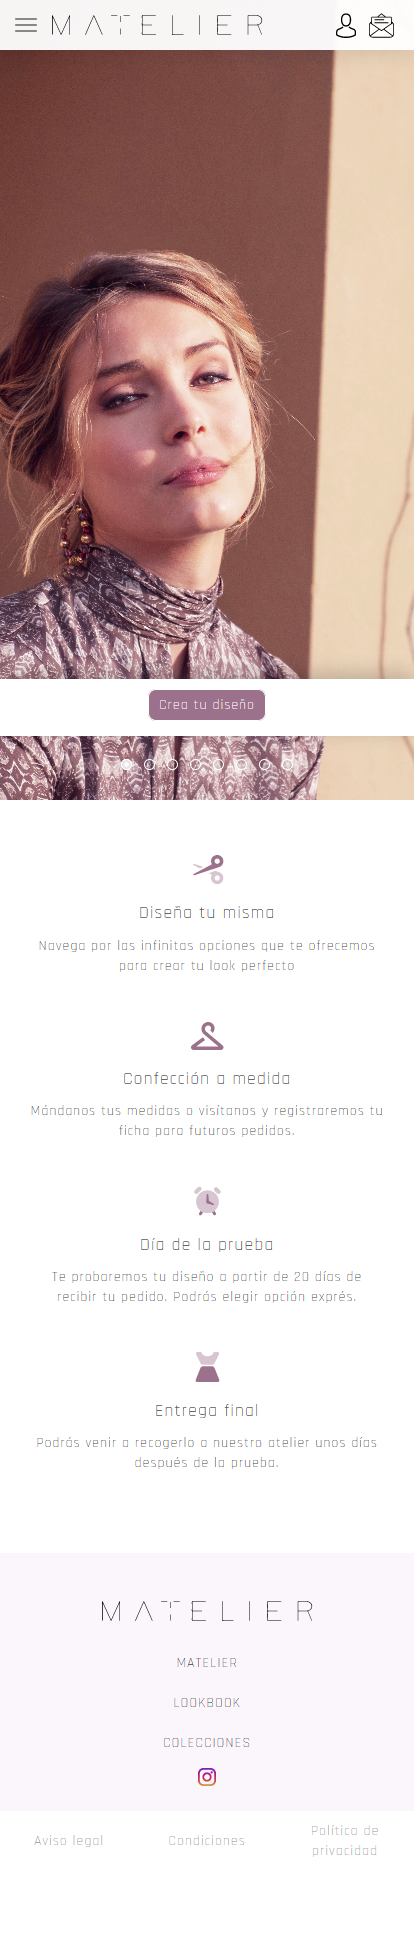 MATELIER
Crea tu diseño
Diseña tu misma
Navega por las infinitas opciones que te ofrecemos
para crear tu look perfecto
Confección a medida
Mándanos tus medidas o visítanos y registraremos tu
ficha para futuros pedidos.
Día de la prueba
Te probaremos tu diseño a partir de 20 días de
recibir tu pedido. Podrás elegir opción exprés.
Entrega final
Podrás venir a recogerlo a nuestro atelier unos días
después de la prueba.
MATELIER
MATELIER
LOOKBOOK
COLECCIONES
Aviso legal
Condiciones
Política de
privacidad